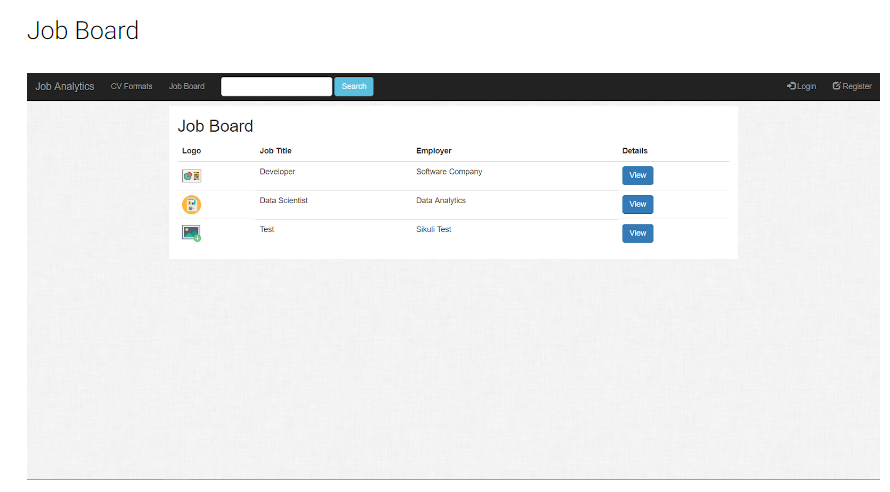 Job Board
Job Analytics CV Formats Job Board Search Login Register
Job Board
Logo Job Title Employer Details
Developer Software Company View
Data Scientist Data Analytics View
Test Sikuli Test View